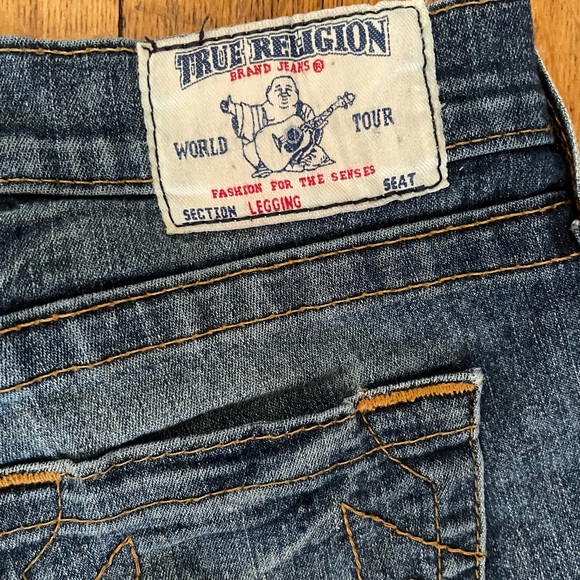 TRUE RELIGION
BRAND JEANS®
WORLD TOUR
FASHION FOR THE SENSES
SECTION LEGGING SEAT